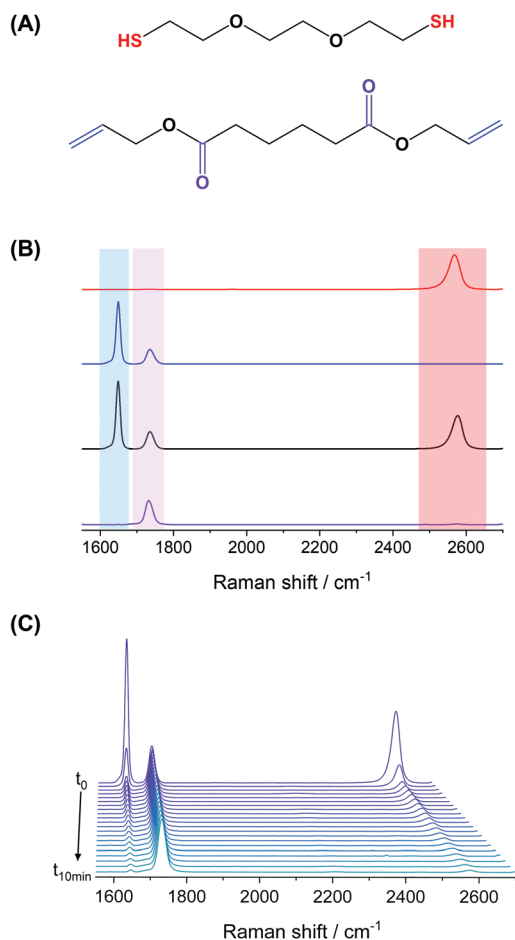 (A)
HS
O
O
SH
O
O
O
O
(B)
1600 1800 2000 2200 2400 2600
Raman shift / cm⁻¹
(C)
t₀
t₁₀ₘᵢₙ
1600 1800 2000 2200 2400 2600
Raman shift / cm⁻¹